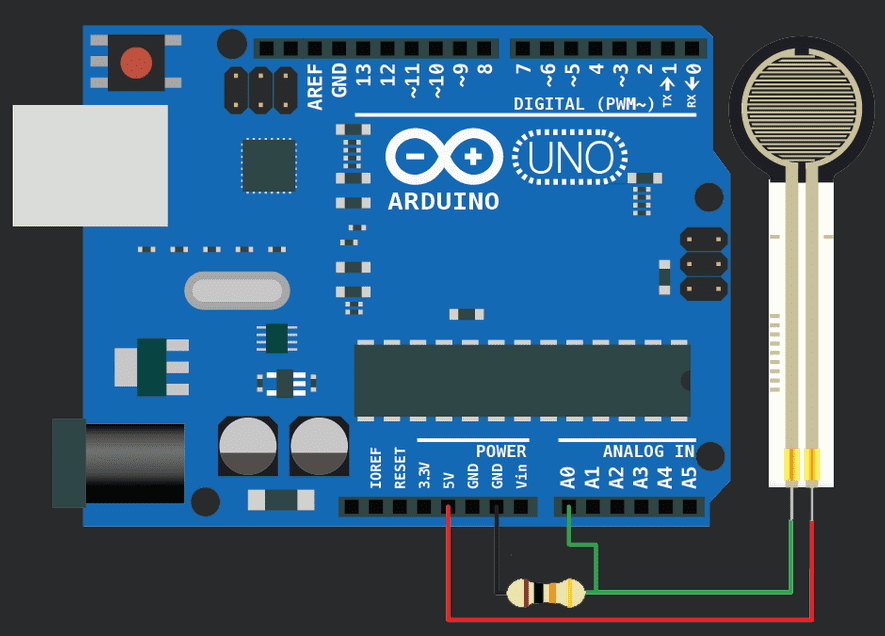 AREF
GND
13
12
~11
~10
~9
8
7
~6
~5
4
~3
2
TX→1
RX←0
DIGITAL (PWM~)
UNO
ARDUINO
POWER
ANALOG IN
IOREF
RESET
3.3V
5V
GND
GND
Vin
A0
A1
A2
A3
A4
A5